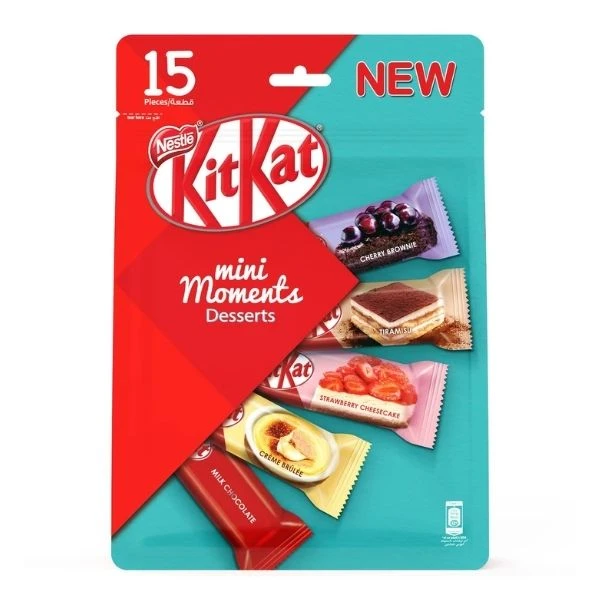 15
Pieces/قطعة
NEW
Nestlé
KitKat
mini
Moments
Desserts
CHERRY BROWNIE
TIRAMISU
KitKat
STRAWBERRY CHEESECAKE
CRÈME BRÛLÉE
MILK CHOCOLATE